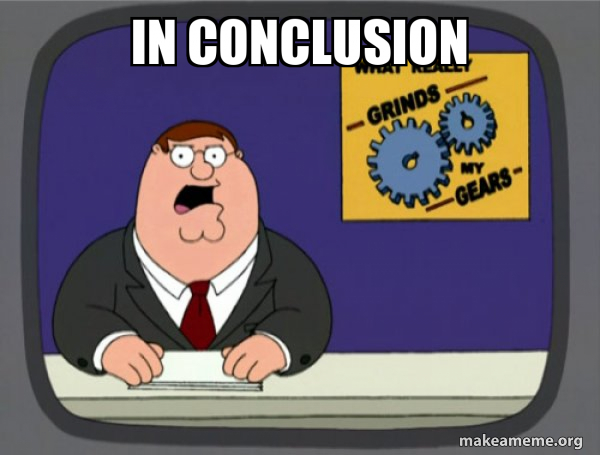 IN CONCLUSION
WHAT REALLY
GRINDS
MY
GEARS
makeameme.org